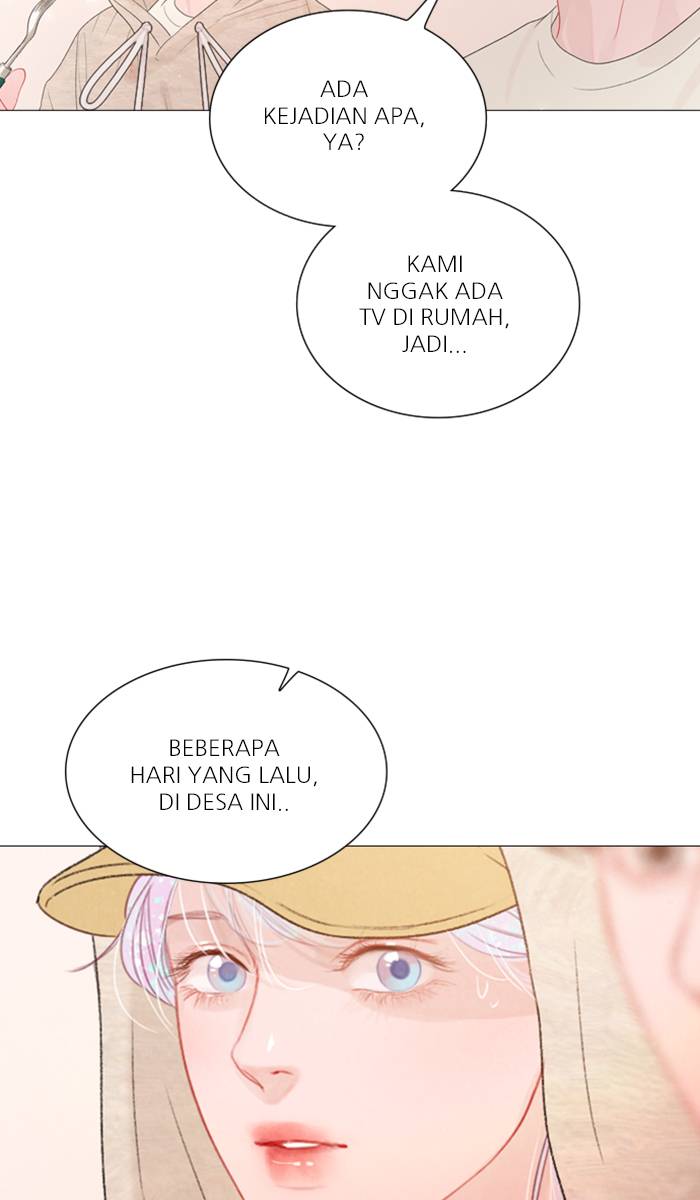 ADA
KEJADIAN APA,
YA?
KAMI
NGGAK ADA
TV DI RUMAH,
JADI...
BEBERAPA
HARI YANG LALU,
DI DESA INI..